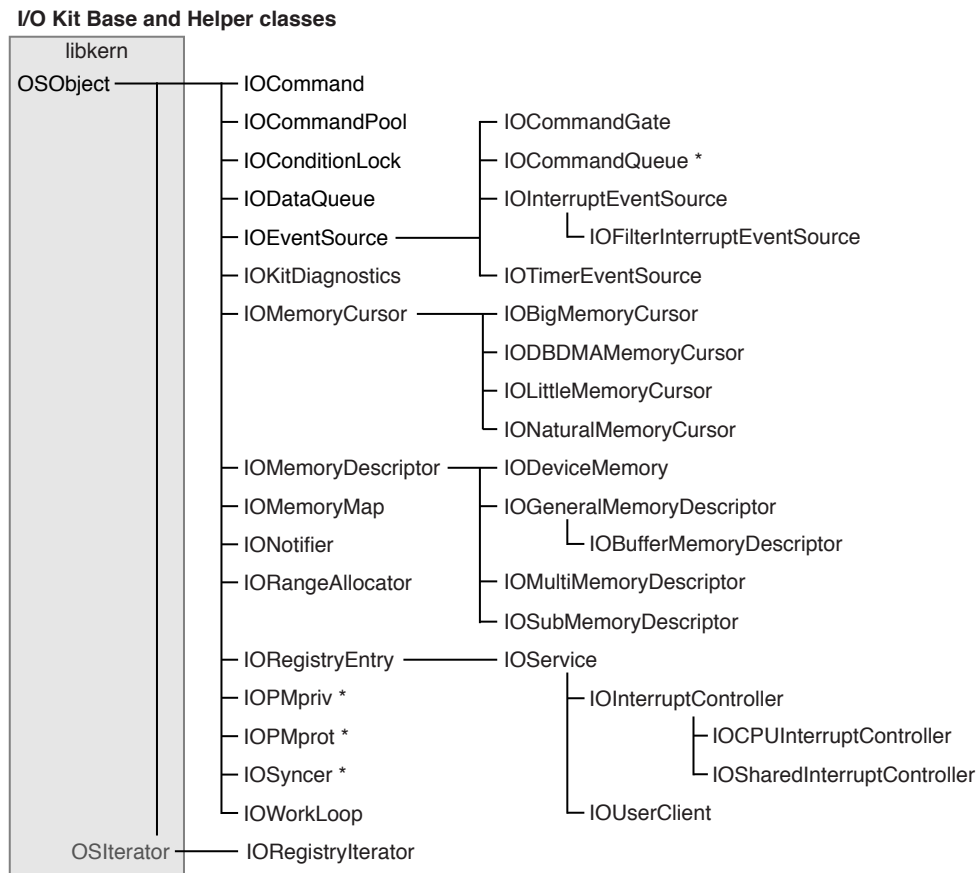 I/O Kit Base and Helper classes
libkern
OSObject IOCommand
IOCommandPool IOCommandGate
IOConditionLock IOCommandQueue *
IODataQueue IOInterruptEventSource
IOEventSource IOFilterInterruptEventSource
IOKitDiagnostics IOTimerEventSource
IOMemoryCursor IOBigMemoryCursor
IODBDMAMemoryCursor
IOLittleMemoryCursor
IONaturalMemoryCursor
IOMemoryDescriptor IODeviceMemory
IOMemoryMap IOGeneralMemoryDescriptor
IONotifier IOBufferMemoryDescriptor
IORangeAllocator IOMultiMemoryDescriptor
IOSubMemoryDescriptor
IORegistryEntry IOService
IOPMpriv * IOInterruptController
IOPMprot * IOCPUInterruptController
IOSyncer * IOSharedInterruptController
IOWorkLoop IOUserClient
OSIterator IORegistryIterator